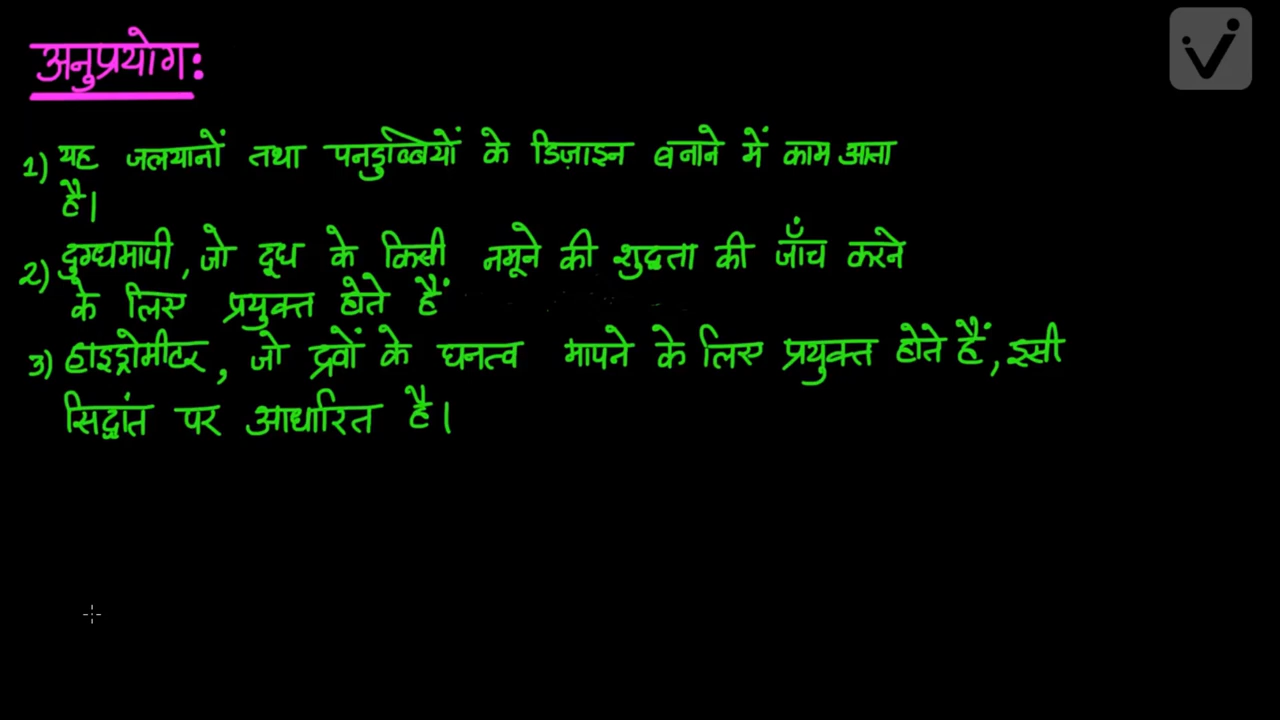 अनुप्रयोग:
1) यह जलयानों तथा पनडुब्बियों के डिज़ाइन बनाने में काम आता
है।
2) दुग्धमापी, जो दूध के किसी नमूने की शुद्धता की जाँच करने
के लिए प्रयुक्त होते हैं
3) हाइड्रोमीटर, जो द्रवों के घनत्व मापने के लिए प्रयुक्त होते हैं, इसी
सिद्धांत पर आधारित है।